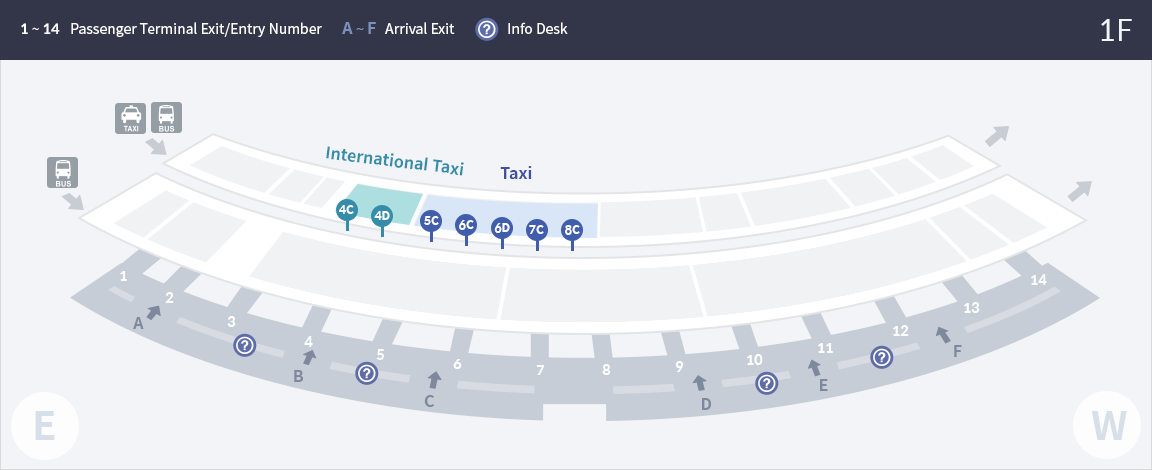 1 ~ 14 Passenger Terminal Exit/Entry Number A ~ F Arrival Exit ? Info Desk 1F
TAXI BUS
BUS
International Taxi
Taxi
4C 4D 5C 6C 6D 7C 8C
1 2 3 4 5 6 7 8 9 10 11 12 13 14
? ? ? ?
A B C D E F
E W